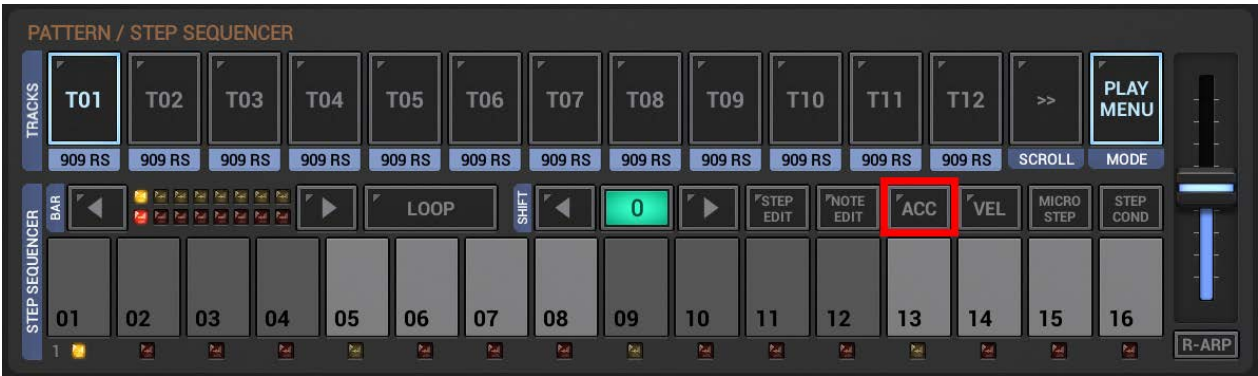 PATTERN / STEP SEQUENCER
TRACKS
T01 T02 T03 T04 T05 T06 T07 T08 T09 T10 T11 T12 >> PLAY MENU
909 RS 909 RS 909 RS 909 RS 909 RS 909 RS 909 RS 909 RS 909 RS 909 RS 909 RS 909 RS SCROLL MODE
STEP SEQUENCER
BAR LOOP SHIFT 0 STEP EDIT NOTE EDIT ACC VEL MICRO STEP STEP COND
01 02 03 04 05 06 07 08 09 10 11 12 13 14 15 16
1
R-ARP